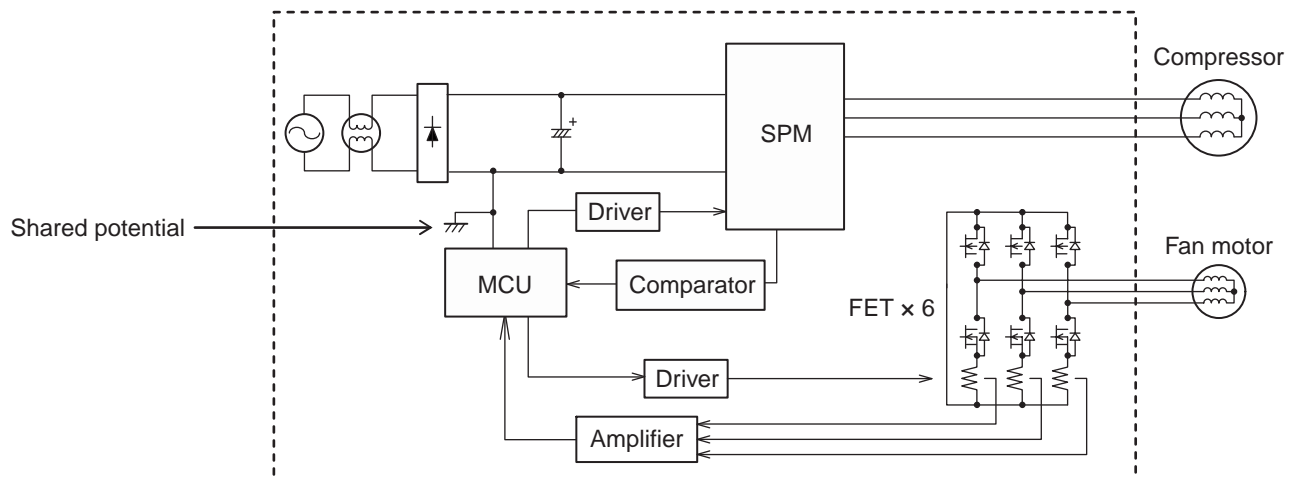 Compressor
SPM
+
Shared potential
Driver
MCU
Comparator
Fan motor
FET × 6
Driver
Amplifier